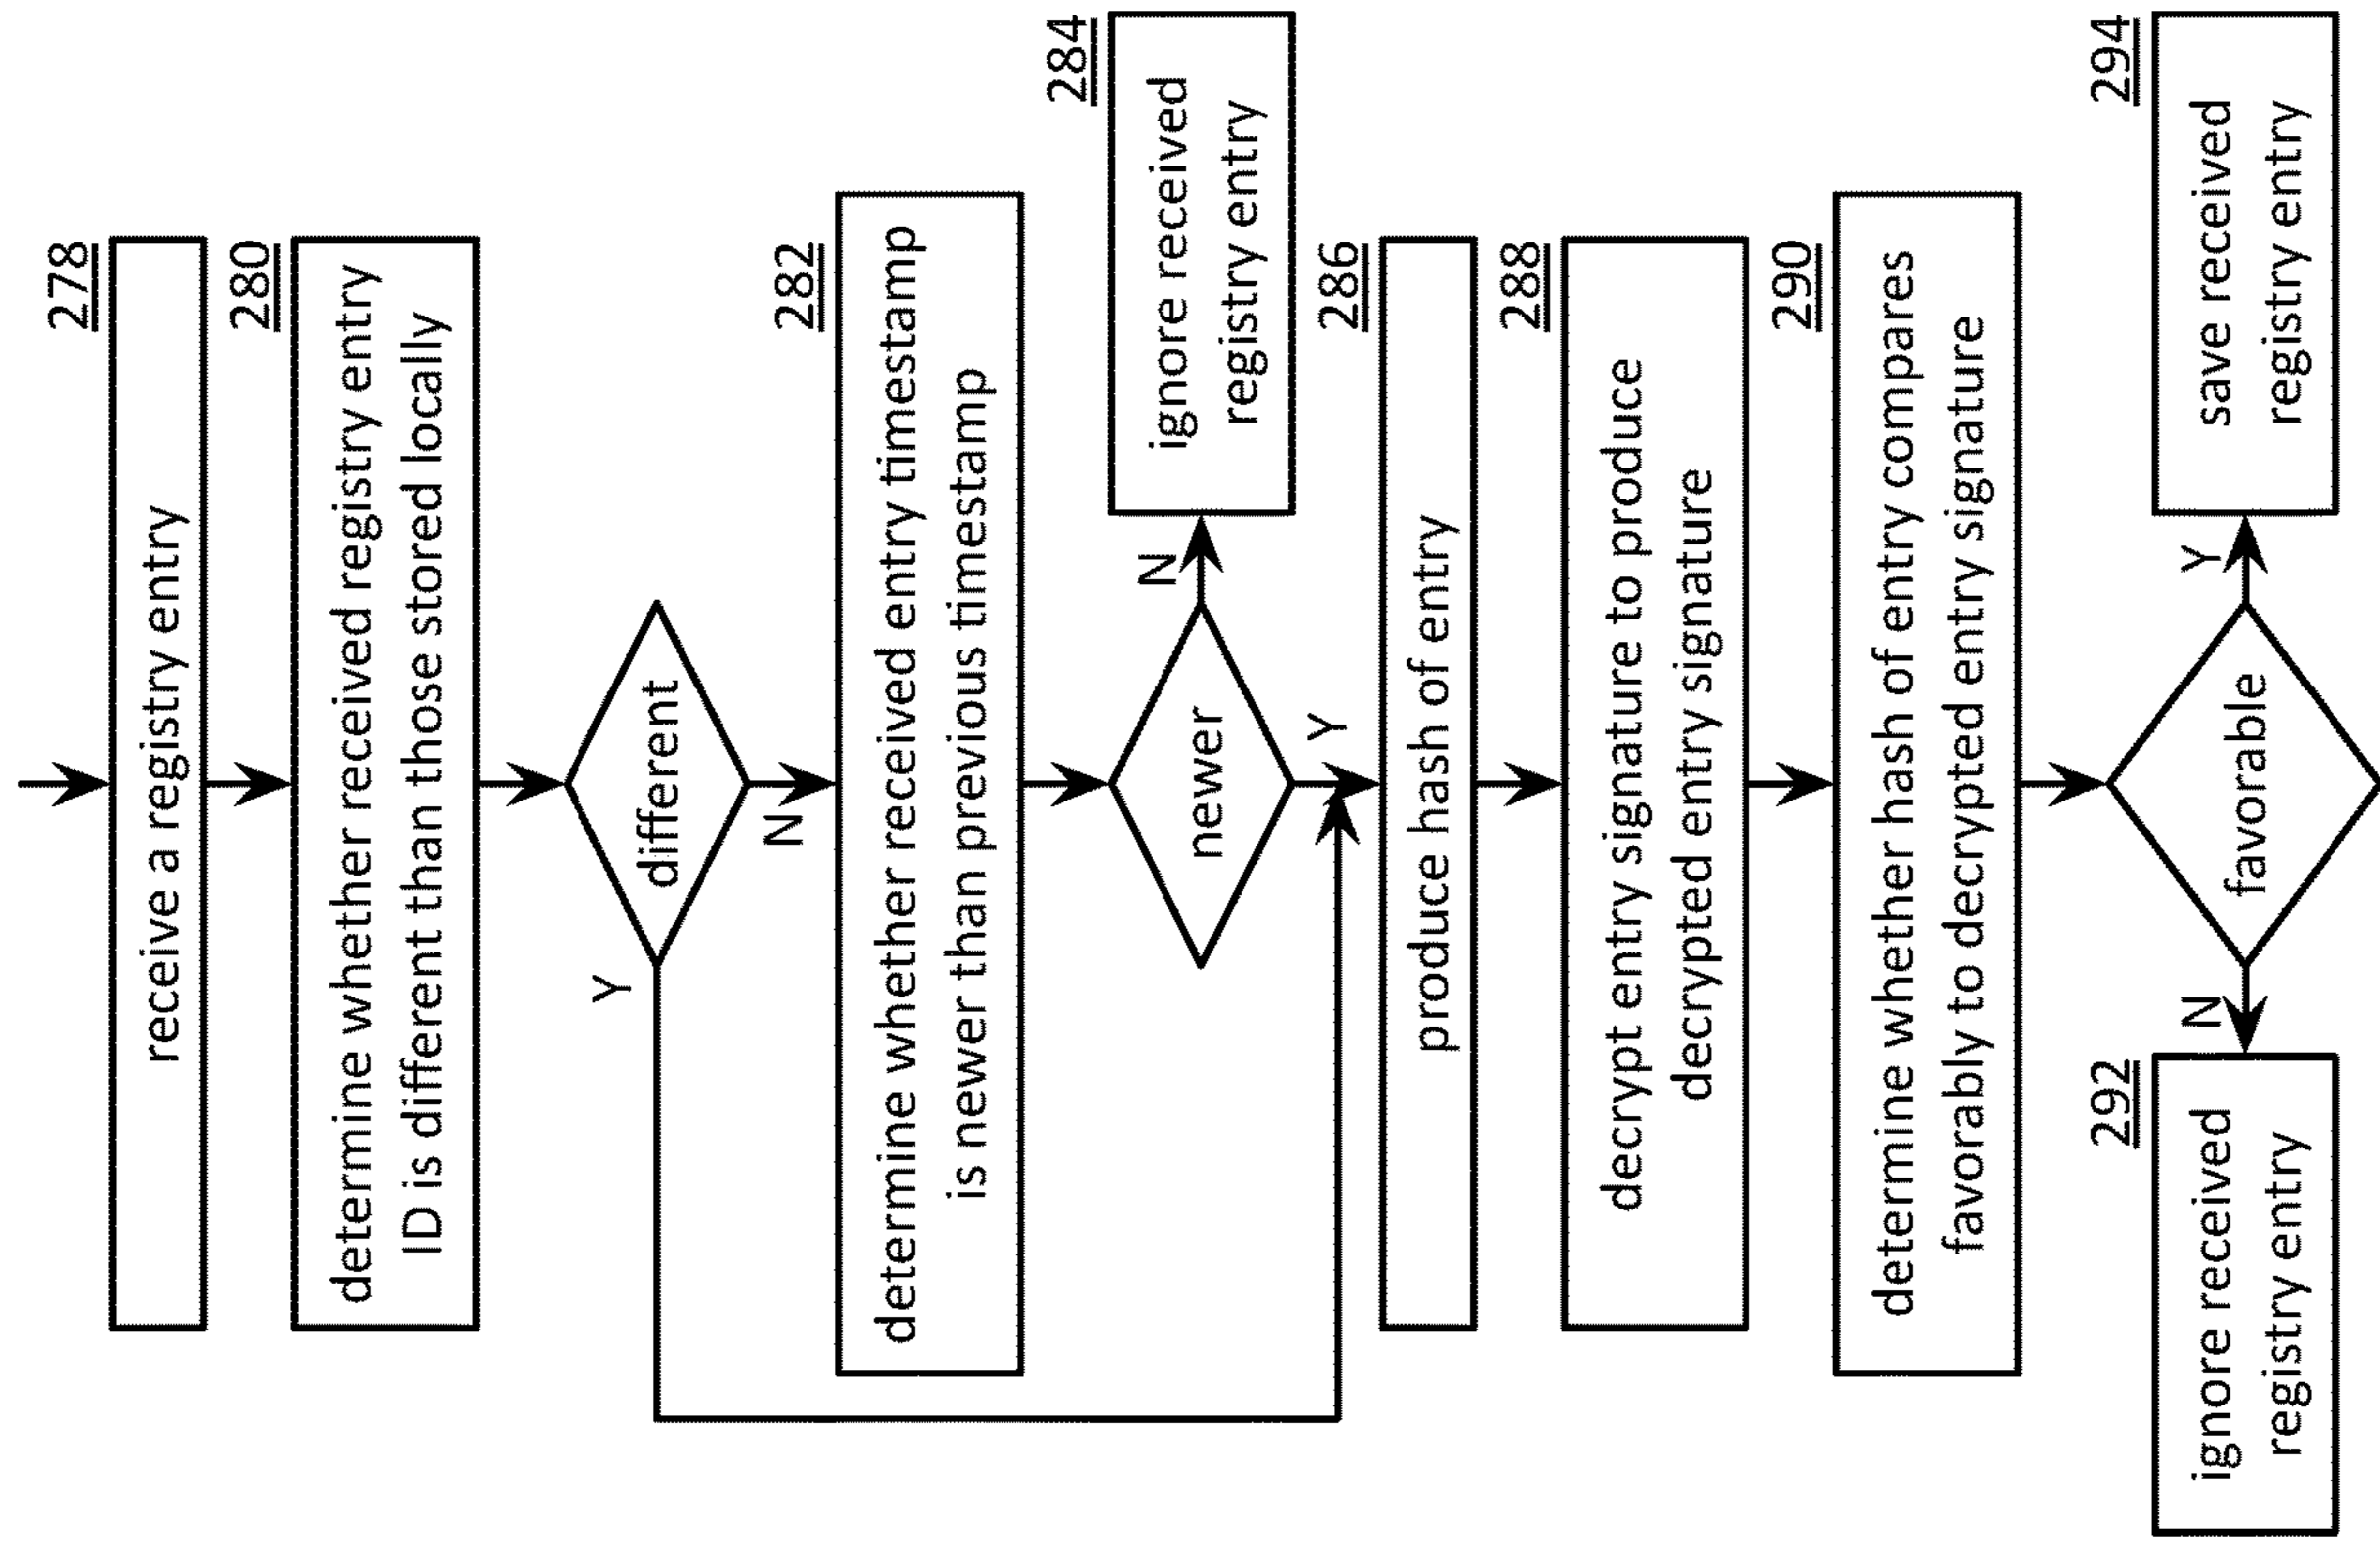 278
receive a registry entry
280
determine whether received registry entry
ID is different than those stored locally
different
Y
N
282
determine whether received entry timestamp
is newer than previous timestamp
newer
N
284
ignore received
registry entry
Y
286
produce hash of entry
288
decrypt entry signature to produce
decrypted entry signature
290
determine whether hash of entry compares
favorably to decrypted entry signature
favorable
N
292
ignore received
registry entry
Y
294
save received
registry entry